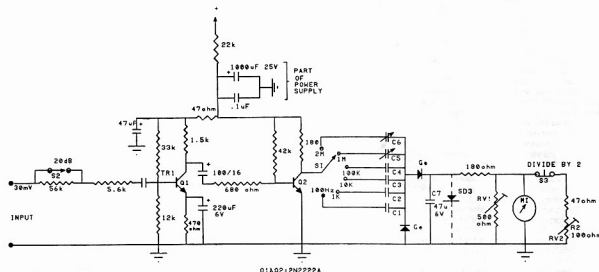 +
22k
+ 1000uF 25V
PART
OF
POWER
SUPPLY
.1uF
47ohm
47uF +
33k
1.5k
42k
180
2M
C6
20dB
S2
56k
30mV
5.6k
TR1
Q1
+ 100/16
680 ohm
Q2
S1
1M
C5
100K
C4
10K
C3
100Hz
1K
C2
C1
Ge
180ohm
DIVIDE BY 2
S3
C7
+
47u
6V
SD3
RV1
500
ohm
M1
47ohm
R2
RV2
100ohm
INPUT
12k
470
ohm
+
220uF
6V
Ge
Q1&Q2=2N2222A